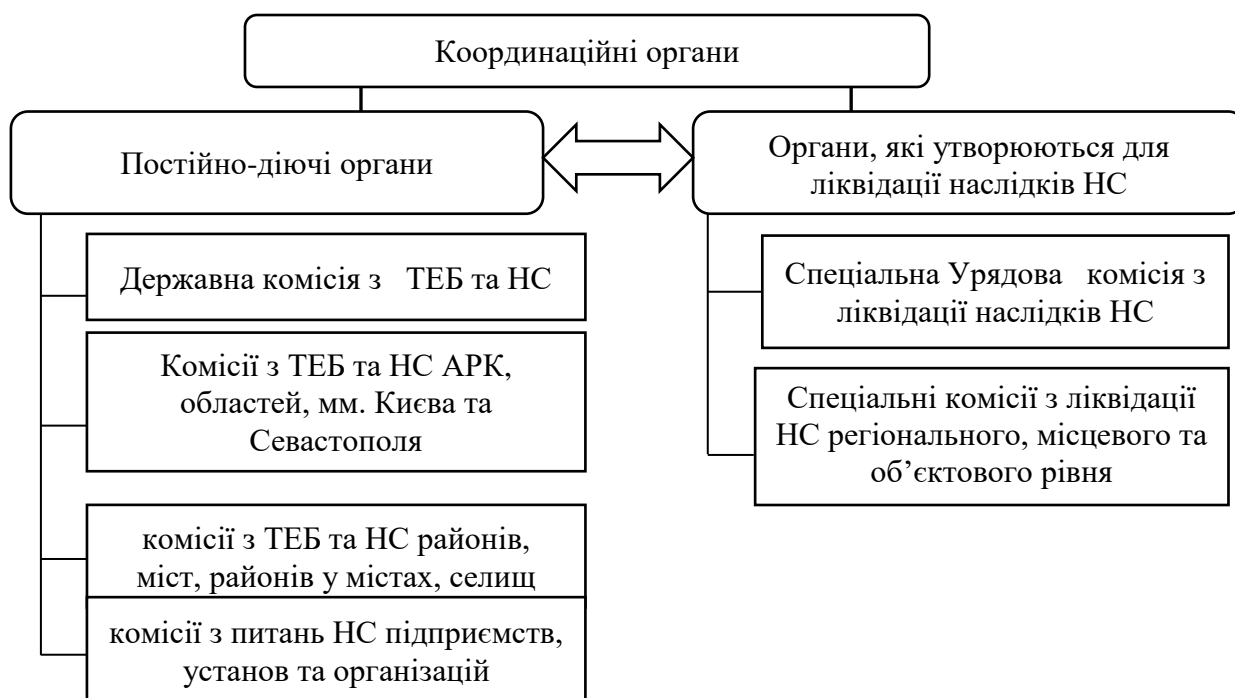 Координаційні органи
Постійно-діючі органи
Органи, які утворюються для
ліквідації наслідків НС
Державна комісія з ТЕБ та НС
Комісії з ТЕБ та НС АРК,
областей, мм. Києва та
Севастополя
комісії з ТЕБ та НС районів,
міст, районів у містах, селищ
комісії з питань НС підприємств,
установ та організацій
Спеціальна Урядова комісія з
ліквідації наслідків НС
Спеціальні комісії з ліквідації
НС регіонального, місцевого та
об’єктового рівня